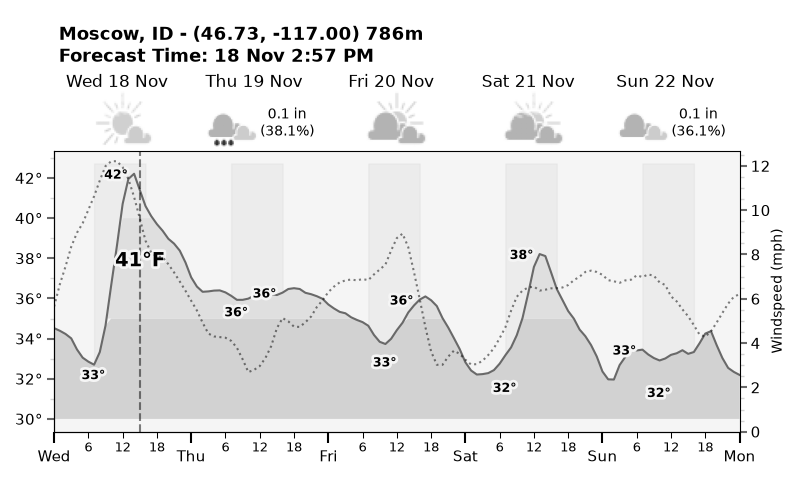 Moscow, ID - (46.73, -117.00) 786m
Forecast Time: 18 Nov 2:57 PM
Wed 18 Nov Thu 19 Nov Fri 20 Nov Sat 21 Nov Sun 22 Nov
0.1 in
(38.1%)
0.1 in
(36.1%)
42°
40°
38°
36°
34°
32°
30°
42°
41°F
33°
36°
36°
36°
33°
38°
32°
33°
32°
12
10
8
6
4
2
0
Windspeed (mph)
6 12 18 6 12 18 6 12 18 6 12 18 6 12 18
Wed Thu Fri Sat Sun Mon